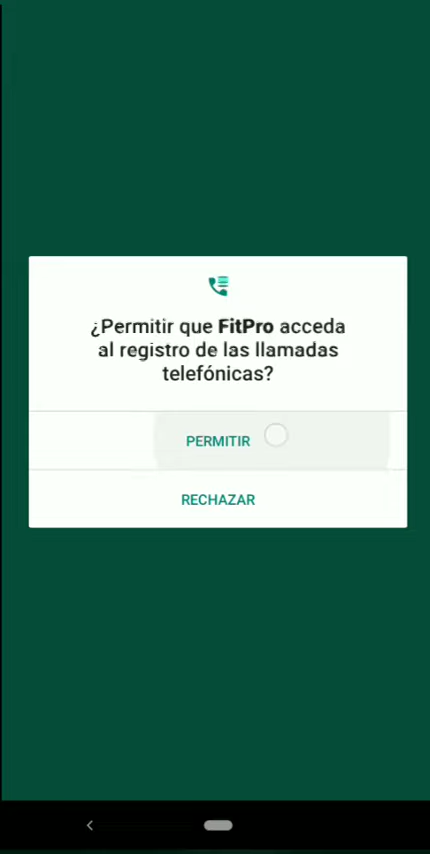 ¿Permitir que FitPro acceda
al registro de las llamadas
telefónicas?
PERMITIR
RECHAZAR